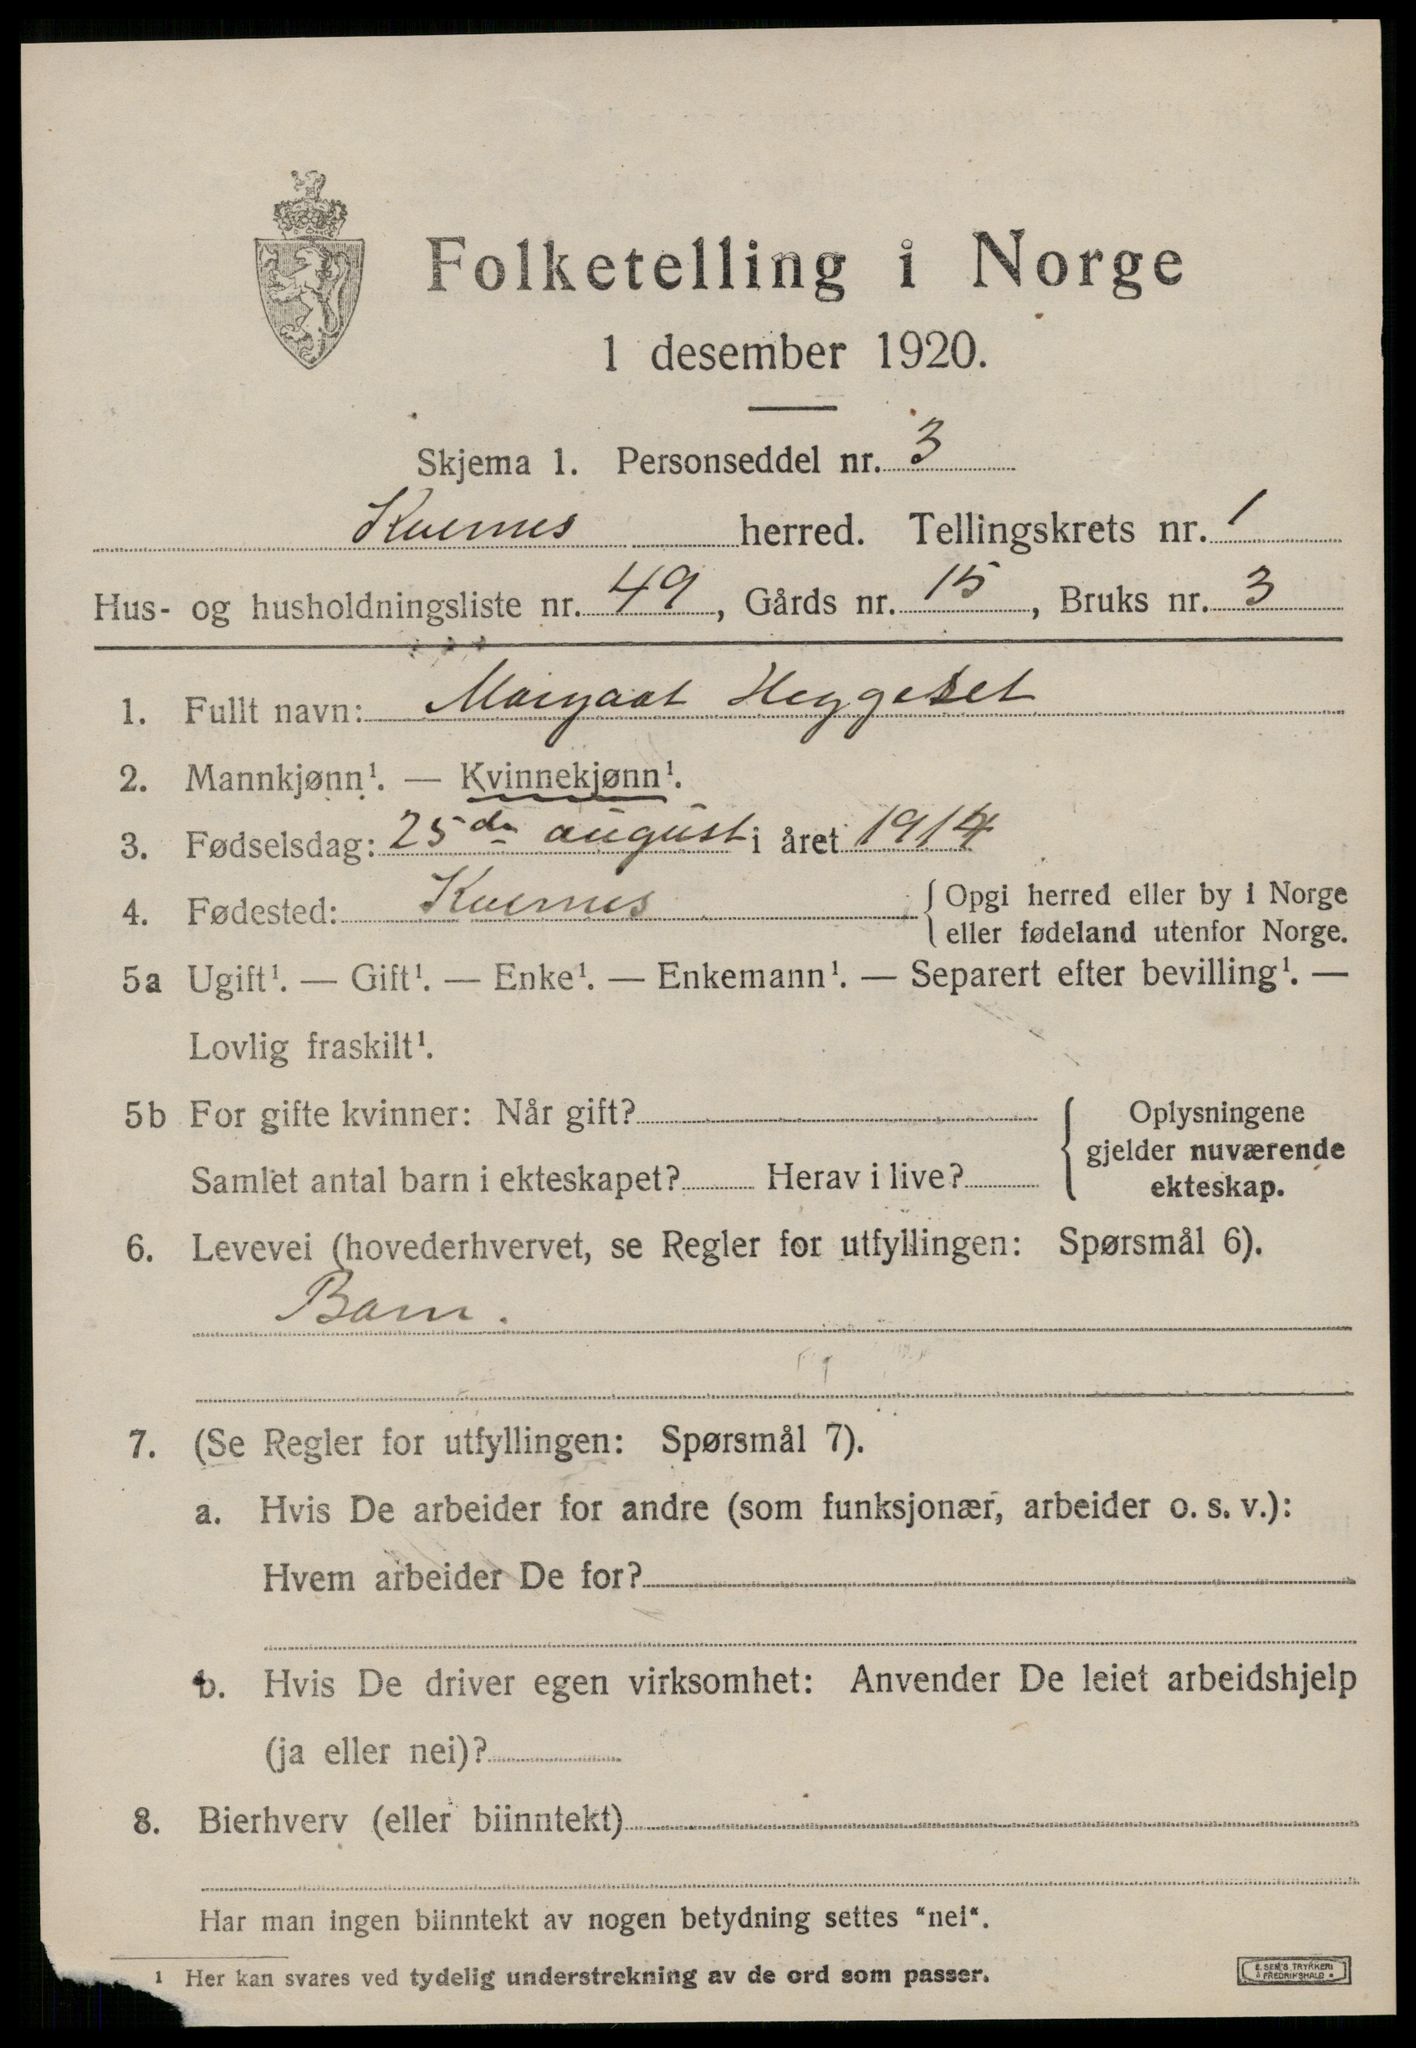 Folketelling i Norge
1 desember 1920.
Skjema 1. Personseddel nr. 3
Kvernes herred. Tellingskrets nr. 1
Hus- og husholdningsliste nr. 49, Gårds nr. 15, Bruks nr. 3
1. Fullt navn: Margaat Heggeset
2. Mannkjønn¹. — Kvinnekjønn¹.
3. Fødselsdag: 25de august i året 1914
4. Fødested: Kvernes { Opgi herred eller by i Norge
eller fødeland utenfor Norge.
5a Ugift¹. — Gift¹. — Enke¹. — Enkemann¹. — Separert efter bevilling¹. —
Lovlig fraskilt¹.
5b For gifte kvinner: Når gift?
Samlet antal barn i ekteskapet? Herav i live?
{ Oplysningene
gjelder nuværende
ekteskap.
6. Levevei (hovederhvervet, se Regler for utfyllingen: Spørsmål 6).
Barn.
7. (Se Regler for utfyllingen: Spørsmål 7).
a. Hvis De arbeider for andre (som funksjonær, arbeider o. s. v.):
Hvem arbeider De for?
b. Hvis De driver egen virksomhet: Anvender De leiet arbeidshjelp
(ja eller nei)?
8. Bierhverv (eller biinntekt)
Har man ingen biinntekt av nogen betydning settes "nei".
1 Her kan svares ved tydelig understrekning av de ord som passer.
E. SEM'S TRYKKERI
FREDRIKSHALD